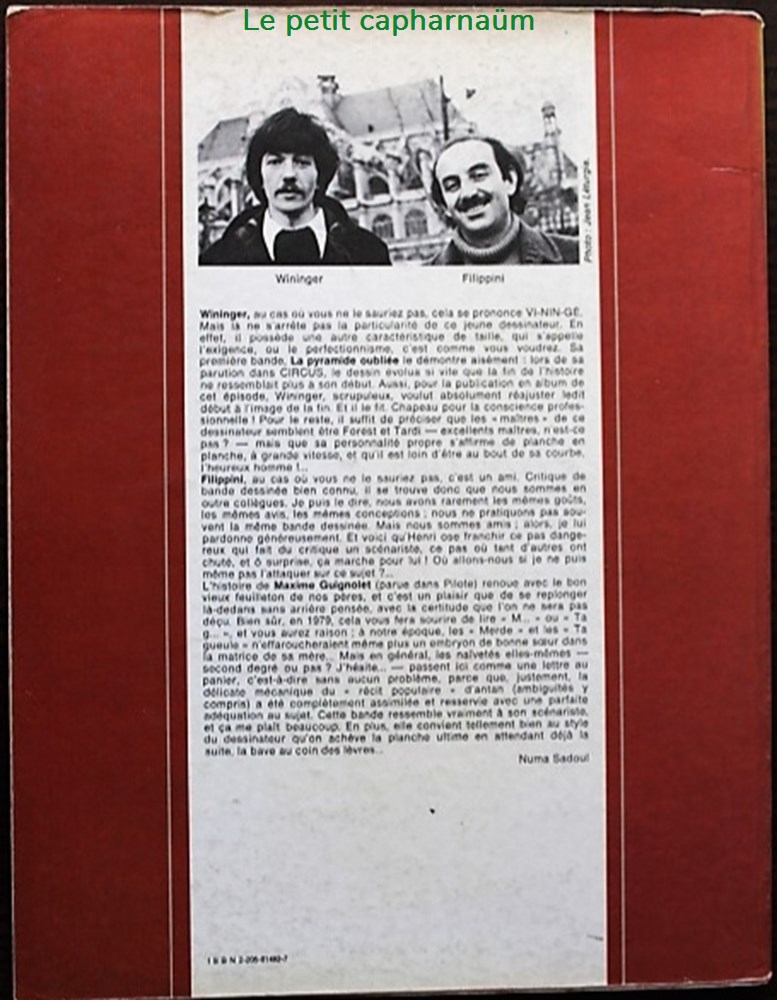 Le petit capharnaüm
Photo : Jean Léturgie.
Wininger
Filippini
Wininger, au cas où vous ne le sauriez pas, cela se prononce VI-NIN-GÉ.
Mais là ne s'arrête pas la particularité de ce jeune dessinateur. En
effet, il possède une autre caractéristique de taille, qui s'appelle
l'exigence, ou le perfectionnisme, c'est comme vous voudrez. Sa
première bande, La pyramide oubliée le démontre aisément : lors de sa
parution dans CIRCUS, le dessin évolua si vite que la fin de l'histoire
ne ressemblait plus à son début. Aussi, pour la publication en album de
cet épisode, Wininger, scrupuleux, voulut absolument réajuster ledit
début à l'image de la fin. Et il le fit. Chapeau pour la conscience profes-
sionnelle ! Pour le reste, il suffit de préciser que les « maîtres » de ce
dessinateur semblent être Forest et Tardi — excellents maîtres, n'est-ce
pas ? — mais que sa personnalité propre s'affirme de planche en
planche, à grande vitesse, et qu'il est loin d'être au bout de sa courbe,
l'heureux homme !...
Filippini, au cas où vous ne le sauriez pas, c'est un ami. Critique de
bande dessinée bien connu, il se trouve donc que nous sommes en
outre collègues. Je puis le dire, nous avons rarement les mêmes goûts,
les mêmes avis, les mêmes conceptions ; nous ne pratiquons pas sou-
vent la même bande dessinée. Mais nous sommes amis ; alors, je lui
pardonne généreusement. Et voici qu'Henri ose franchir ce pas dange-
reux qui fait du critique un scénariste, ce pas où tant d'autres ont
chuté, et ô surprise, ça marche pour lui ! Où allons-nous si je ne puis
même pas l'attaquer sur ce sujet ?...
L'histoire de Maxime Guignolet (parue dans Pilote) renoue avec le bon
vieux feuilleton de nos pères, et c'est un plaisir que de se replonger
là-dedans sans arrière pensée, avec la certitude que l'on ne sera pas
déçu. Bien sûr, en 1979, cela vous fera sourire de lire « M... » ou « Ta
g... », et vous aurez raison ; à notre époque, les « Merde » et les « Ta
gueule » n'effaroucheraient même plus un embryon de bonne sœur dans
la matrice de sa mère... Mais en général, les naïvetés elles-mêmes —
second degré ou pas ? J'hésite... — passent ici comme une lettre au
panier, c'est-à-dire sans aucun problème, parce que, justement, la
délicate mécanique du « récit populaire » d'antan (ambiguïtés y
compris) a été complètement assimilée et resservie avec une parfaite
adéquation au sujet. Cette bande ressemble vraiment à son scénariste,
et ça me plaît beaucoup. En plus, elle convient tellement bien au style
du dessinateur qu'on achève la planche ultime en attendant déjà la
suite, la bave au coin des lèvres...
Numa Sadoul
ISBN 2-205-01482-7